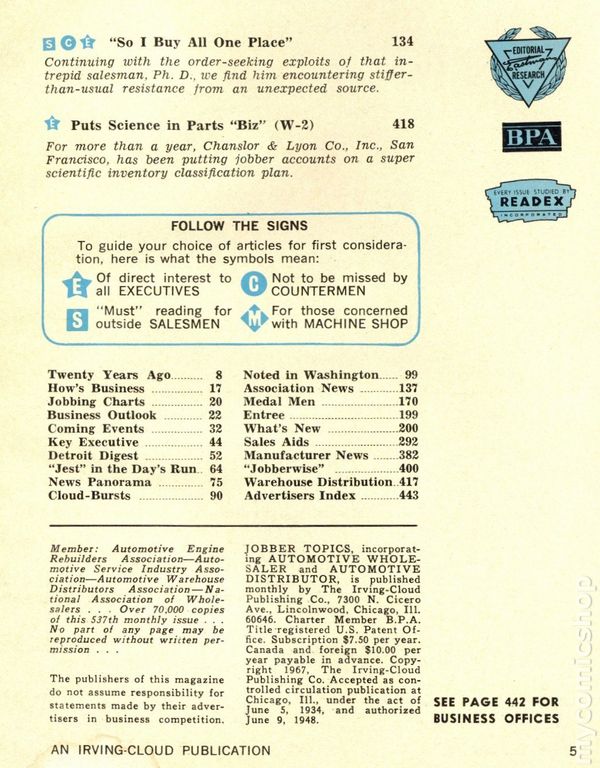 S C E "So I Buy All One Place" 134
Continuing with the order-seeking exploits of that in-
trepid salesman, Ph. D., we find him encountering stiffer-
than-usual resistance from an unexpected source.
E Puts Science in Parts "Biz" (W-2) 418
For more than a year, Chanslor & Lyon Co., Inc., San
Francisco, has been putting jobber accounts on a super
scientific inventory classification plan.
EDITORIAL
Eastman
RESEARCH
BPA
EVERY ISSUE STUDIED BY
READEX
INCORPORATED
FOLLOW THE SIGNS
To guide your choice of articles for first considera-
tion, here is what the symbols mean:
E Of direct interest to
all EXECUTIVES
C Not to be missed by
COUNTERMEN
S "Must" reading for
outside SALESMEN
M For those concerned
with MACHINE SHOP
Twenty Years Ago.......... 8
How's Business ................ 17
Jobbing Charts ................ 20
Business Outlook ............ 22
Coming Events ................ 32
Key Executive ................ 44
Detroit Digest ................ 52
"Jest" in the Day's Run.. 64
News Panorama .............. 75
Cloud-Bursts .................. 90
Noted in Washington...... 99
Association News ............137
Medal Men ......................170
Entree ............................199
What's New ....................200
Sales Aids ......................292
Manufacturer News ........382
"Jobberwise" ..................400
Warehouse Distribution..417
Advertisers Index ............443
Member: Automotive Engine
Rebuilders Association—Auto-
motive Service Industry Asso-
ciation—Automotive Warehouse
Distributors Association—Na-
tional Association of Whole-
salers . . . Over 70,000 copies
of this 537th monthly issue . . .
No part of any page may be
reproduced without written per-
mission . . .
The publishers of this magazine
do not assume responsibility for
statements made by their adver-
tisers in business competition.
JOBBER TOPICS, incorporat-
ing AUTOMOTIVE WHOLE-
SALER and AUTOMOTIVE
DISTRIBUTOR, is published
monthly by The Irving-Cloud
Publishing Co., 7300 N. Cicero
Ave., Lincolnwood, Chicago, Ill.
60646. Charter Member B.P.A.
Title registered U.S. Patent Of-
fice. Subscription $7.50 per year.
Canada and foreign $10.00 per
year payable in advance. Copy-
right 1967, The Irving-Cloud
Publishing Co. Accepted as con-
trolled circulation publication at
Chicago, Ill., under the act of
June 5, 1934, and authorized
June 9, 1948.
SEE PAGE 442 FOR
BUSINESS OFFICES
AN IRVING-CLOUD PUBLICATION 5
mycomicshop